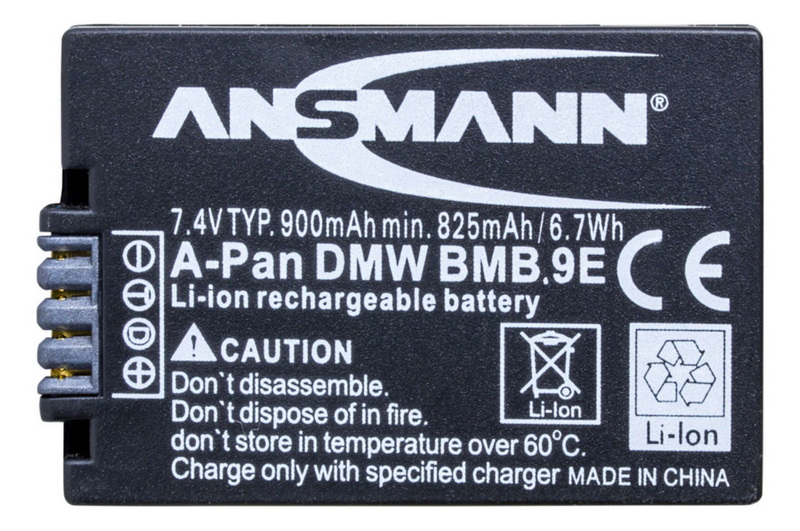 ANSMANN®
7.4V TYP. 900mAh min. 825mAh/6.7Wh
A-Pan DMW BMB.9E
Li-ion rechargeable battery
CE
⊖
T
D
⊕
CAUTION
Don`t disassemble.
Don`t dispose of in fire.
don`t store in temperature over 60°C.
Charge only with specified charger MADE IN CHINA
Li-Ion
Li-Ion